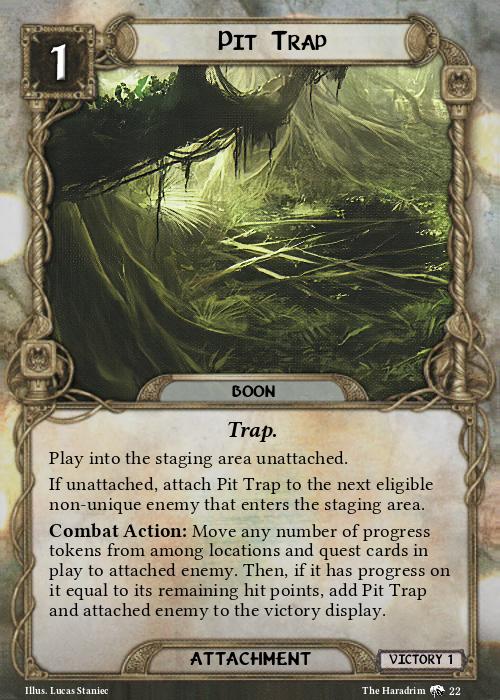 1
Pit Trap
BOON
Trap.
Play into the staging area unattached.
If unattached, attach Pit Trap to the next eligible
non-unique enemy that enters the staging area.
Combat Action: Move any number of progress
tokens from among locations and quest cards in
play to attached enemy. Then, if it has progress on
it equal to its remaining hit points, add Pit Trap
and attached enemy to the victory display.
ATTACHMENT
VICTORY 1
Illus. Lucas Staniec
The Haradrim 22